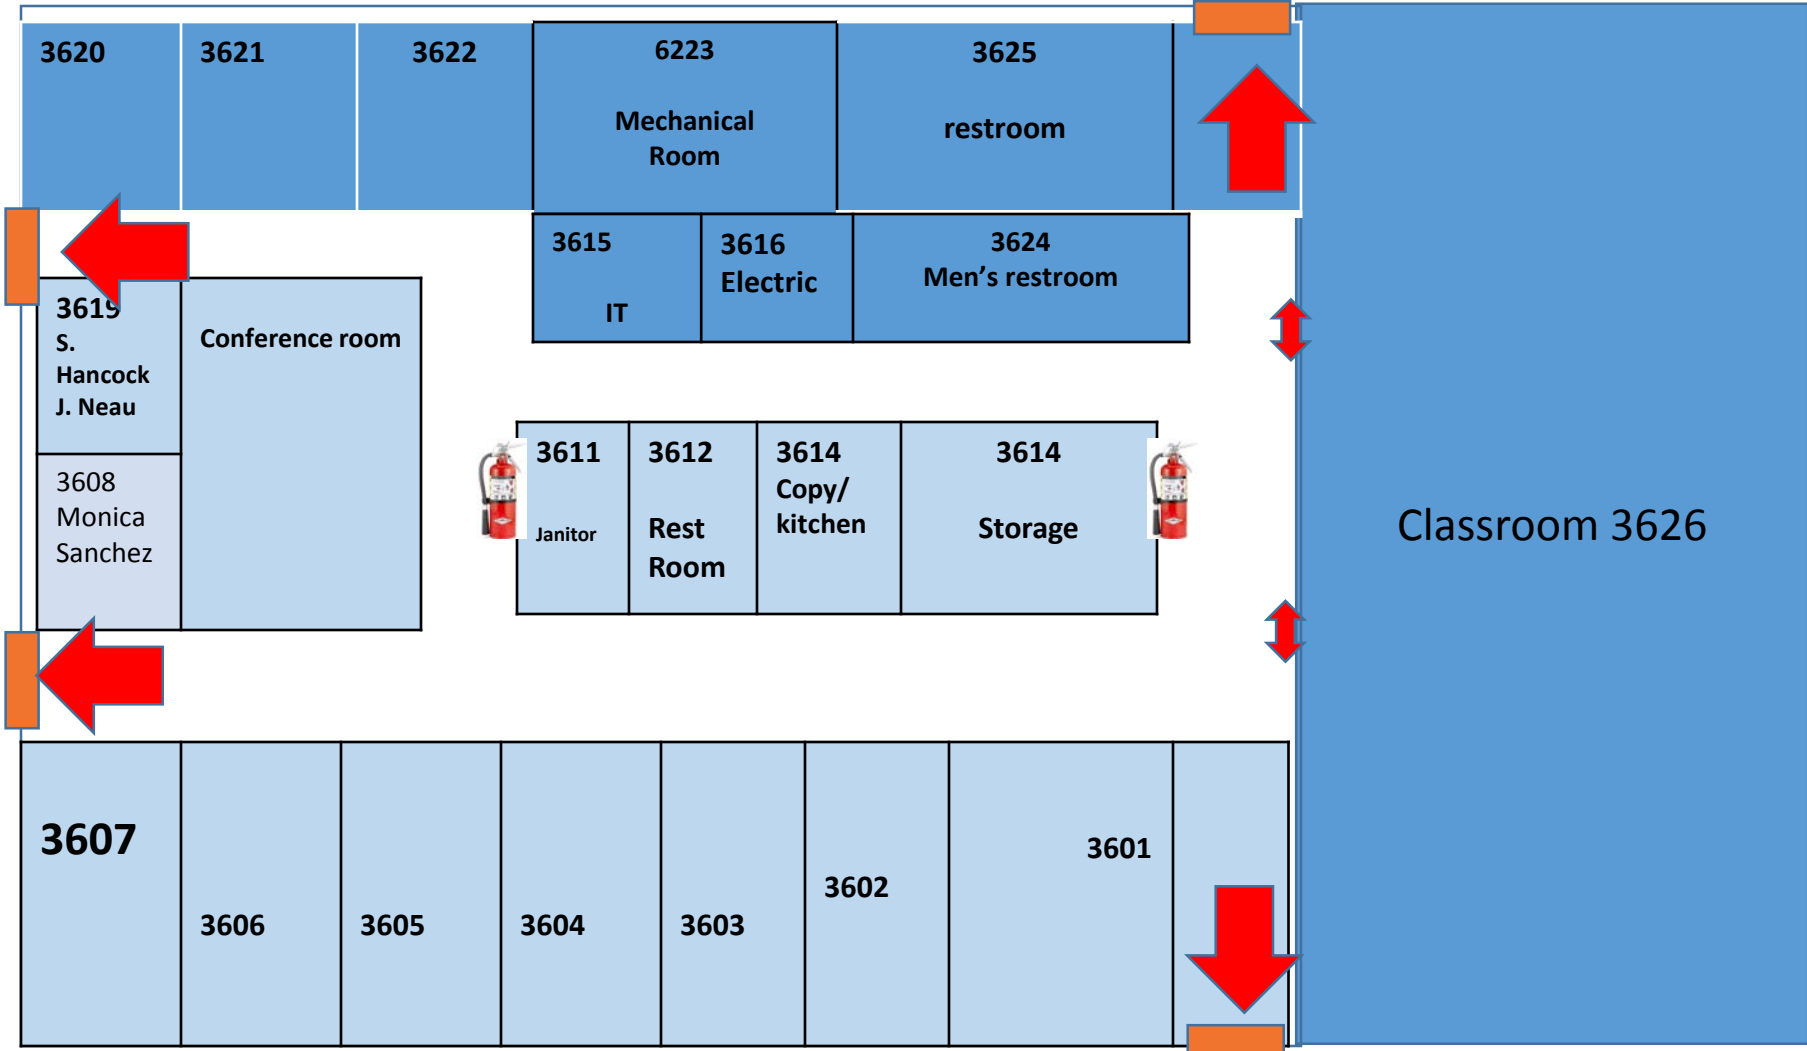 3620
3621
3622
6223
Mechanical
Room
3625
restroom
3615
IT
3616
Electric
3624
Men's restroom
3619
S.
Hancock
J. Neau
Conference room
3608
Monica
Sanchez
3611
Janitor
3612
Rest
Room
3614
Copy/
kitchen
3614
Storage
Classroom 3626
3607
3606
3605
3604
3603
3602
3601